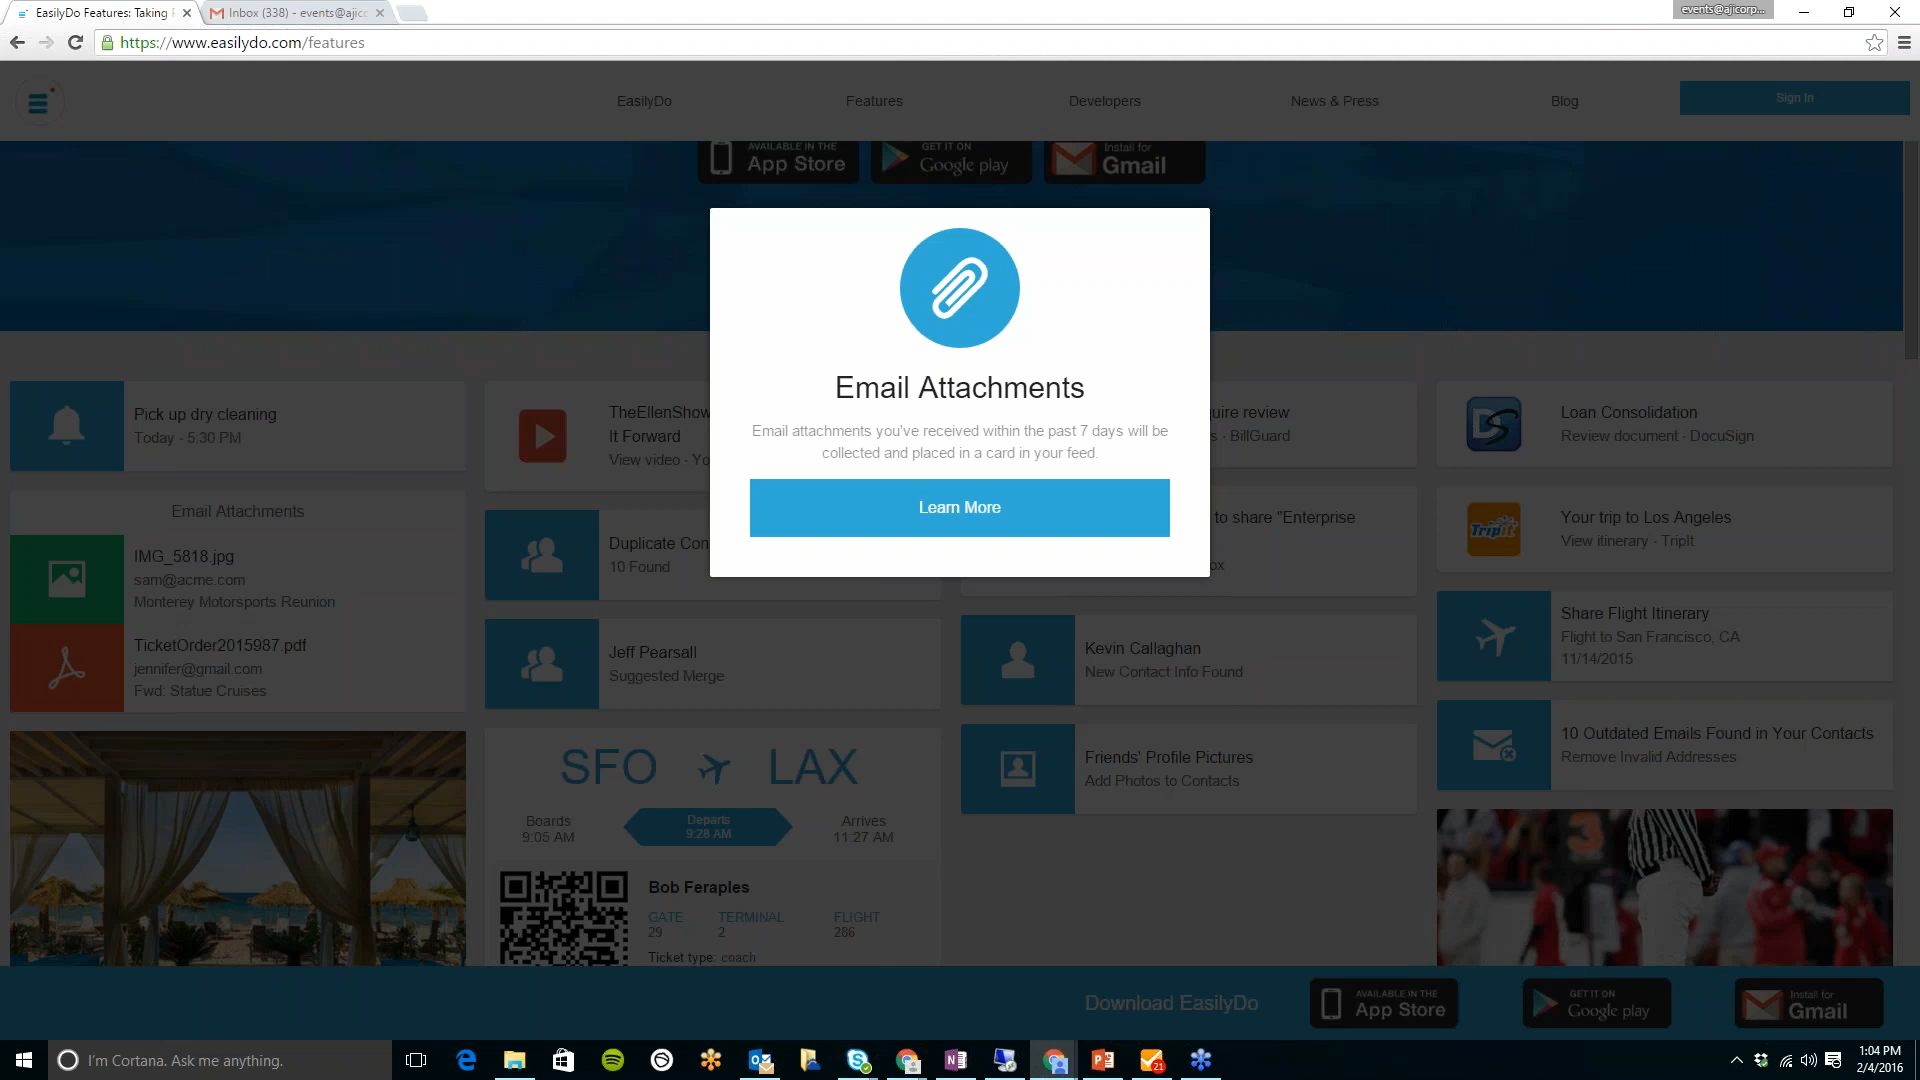 EasilyDo Features: Taking
Inbox (338) - events@ajic
events@ajicorp...
https://www.easilydo.com/features
EasilyDo
Features
Developers
News & Press
Blog
Sign In
AVAILABLE IN THE
App Store
GET IT ON
Google play
Install for
Gmail
Email Attachments
Email attachments you've received within the past 7 days will be
collected and placed in a card in your feed.
Learn More
Pick up dry cleaning
Today - 5:30 PM
Email Attachments
IMG_5818.jpg
sam@acme.com
Monterey Motorsports Reunion
TicketOrder2015987.pdf
jennifer@gmail.com
Fwd: Statue Cruises
TheEllenShow
It Forward
View video · Yo
Duplicate Con
10 Found
Jeff Pearsall
Suggested Merge
SFO LAX
Boards
9:05 AM
Departs
9:28 AM
Arrives
11:27 AM
Bob Feraples
GATE TERMINAL FLIGHT
29 2 286
Ticket type: coach
quire review
s · BillGuard
to share "Enterprise
ox
Kevin Callaghan
New Contact Info Found
Friends' Profile Pictures
Add Photos to Contacts
Loan Consolidation
Review document · DocuSign
TripIt
Your trip to Los Angeles
View itinerary · TripIt
Share Flight Itinerary
Flight to San Francisco, CA
11/14/2015
10 Outdated Emails Found in Your Contacts
Remove Invalid Addresses
3
Download EasilyDo
AVAILABLE IN THE
App Store
GET IT ON
Google play
Install for
Gmail
I'm Cortana. Ask me anything.
21
1:04 PM
2/4/2016